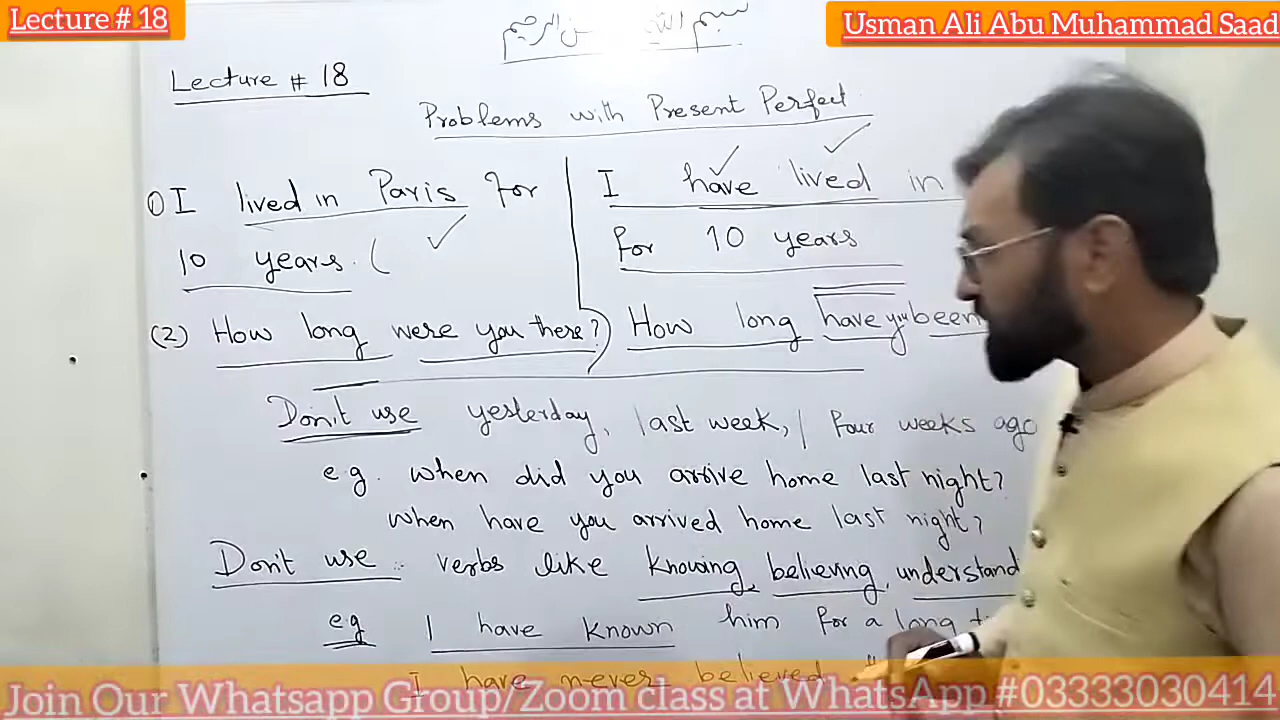 Lecture # 18
Usman Ali Abu Muhammad Saad
بسم
Lecture # 18
Problems with Present Perfect
① I lived in Paris for
10 years. (
I have lived in
for 10 years
(2) How long were you there?
How long have you been
Don't use yesterday, last week, / four weeks ago
e.g. When did you arrive home last night?
When have you arrived home last night?
Don't use :- verbs like knowing, believing, understand
e.g I have known him for a long t
I have never believed
Join Our Whatsapp Group/Zoom class at WhatsApp #03333030414